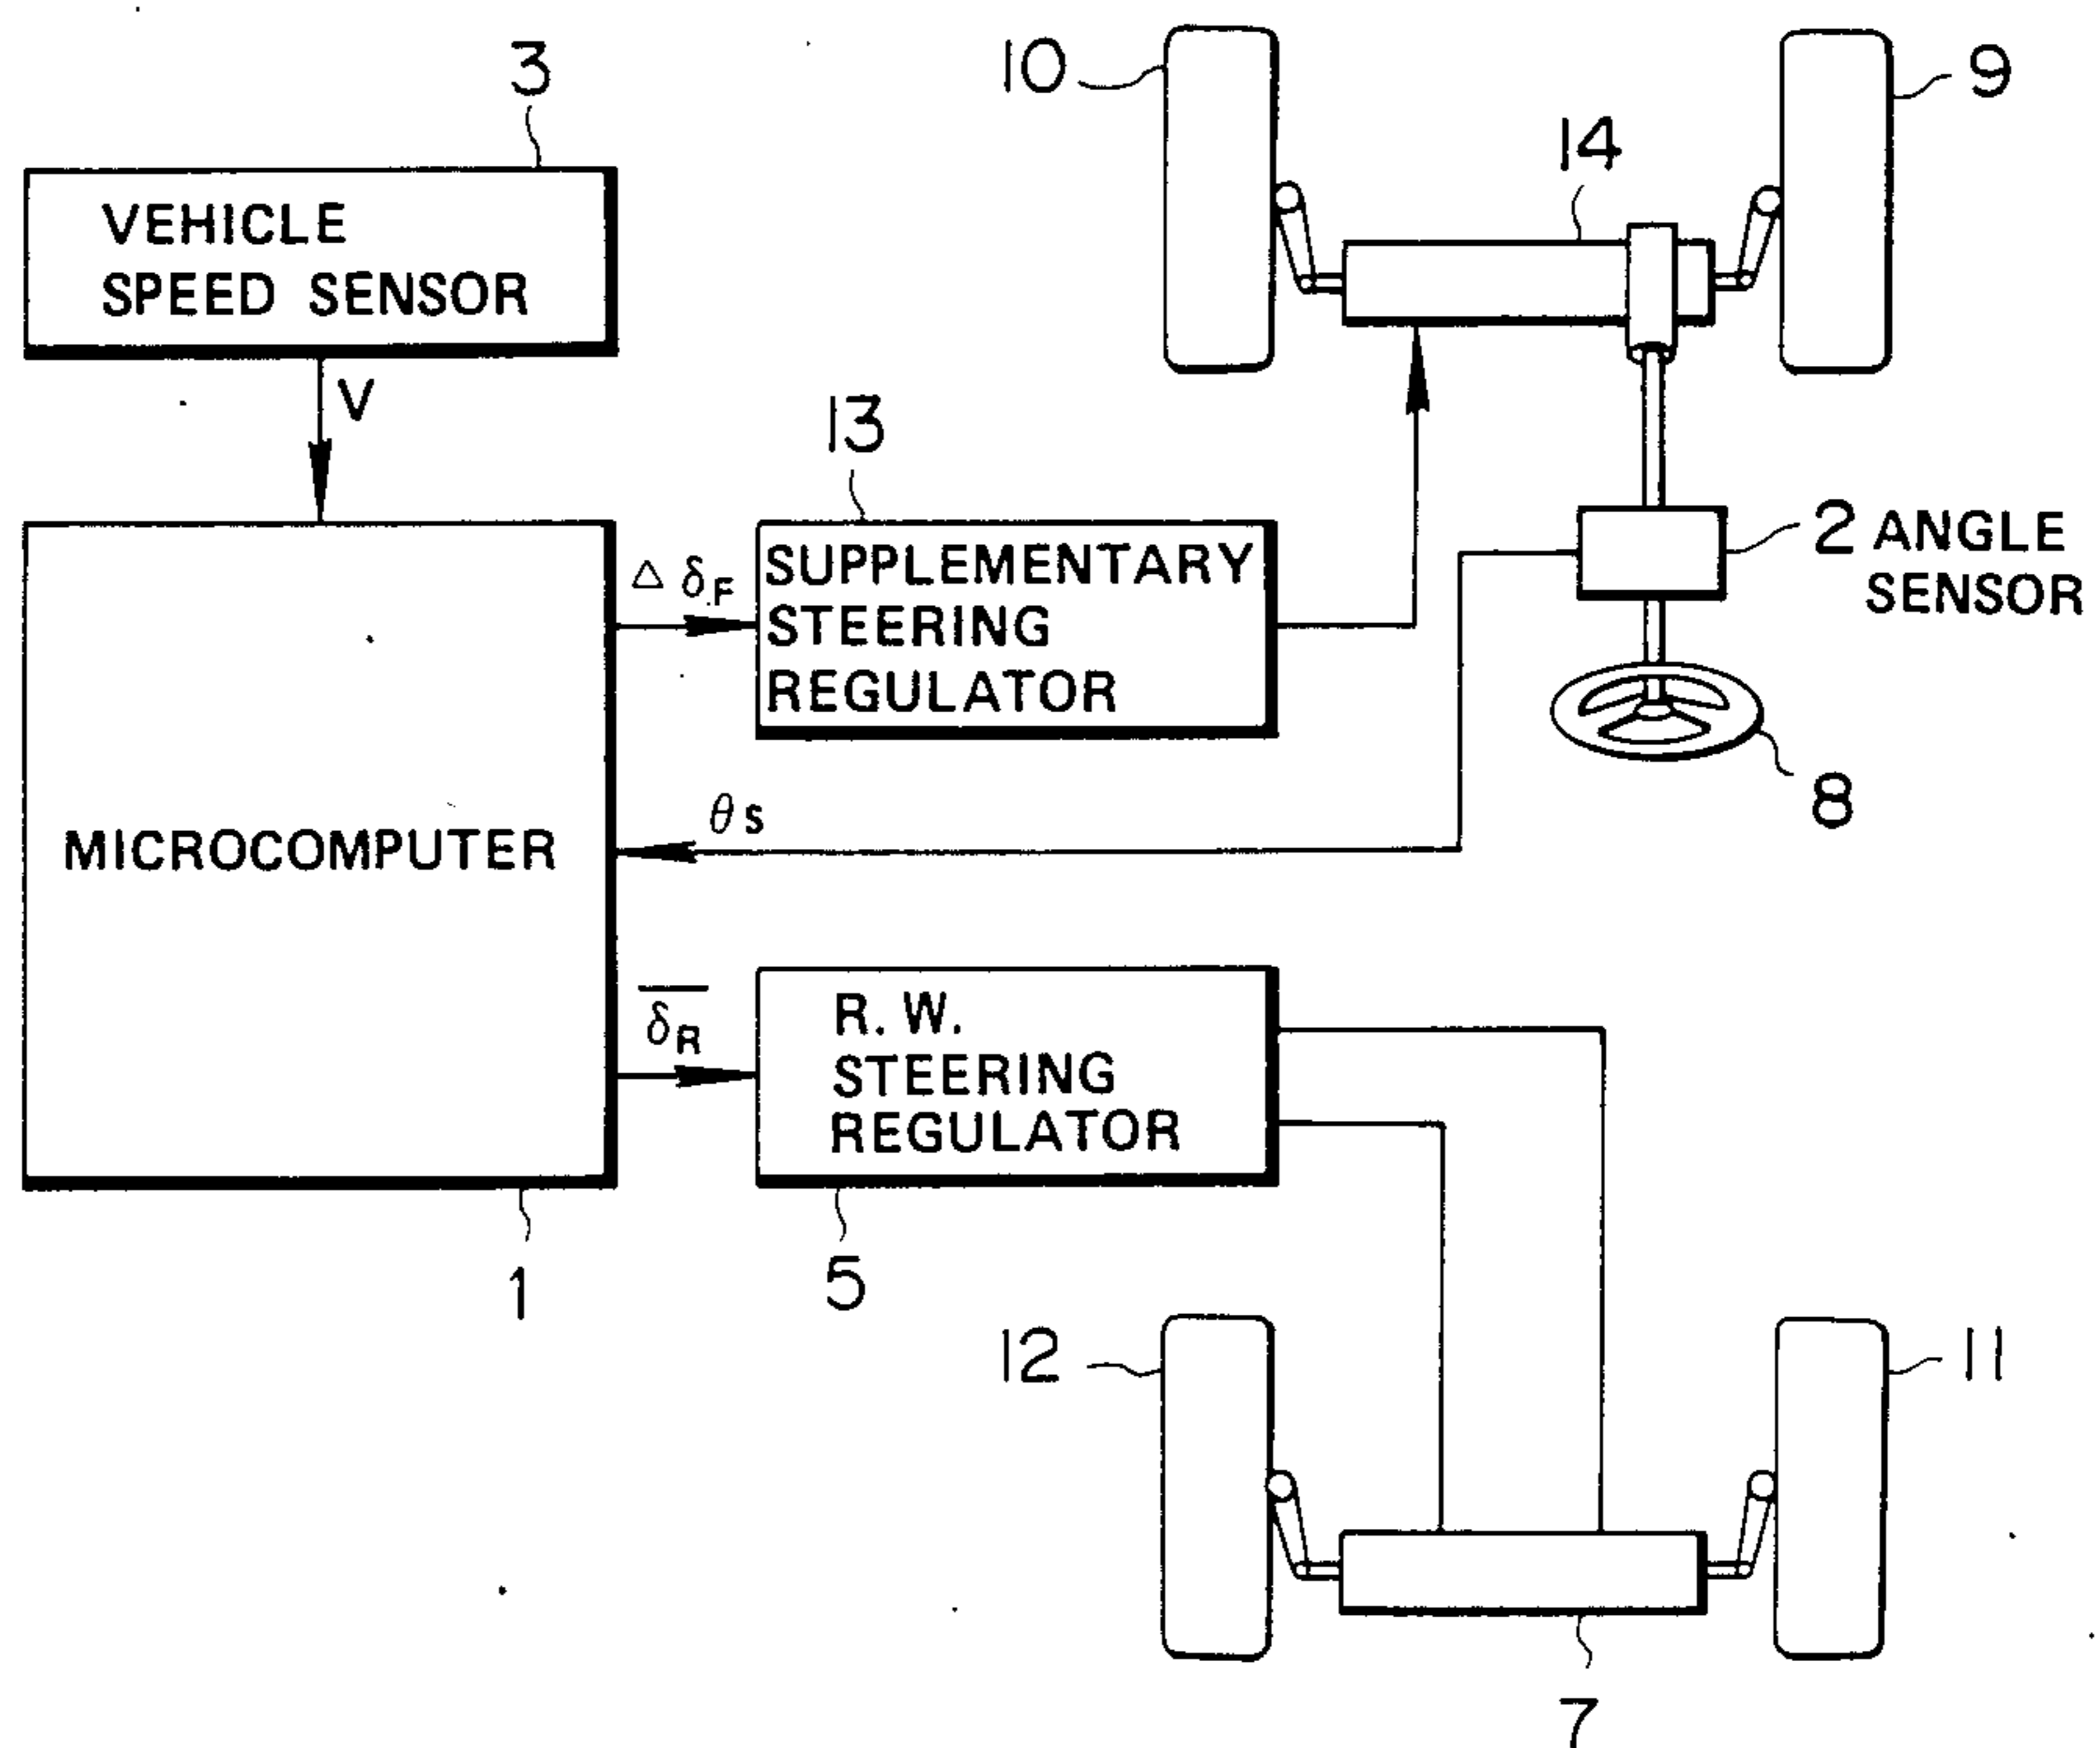 3
10
9
14
VEHICLE
SPEED SENSOR
V
13
2 ANGLE
SENSOR
Δ δF
SUPPLEMENTARY
STEERING
REGULATOR
8
θs
MICROCOMPUTER
δ̅R̅
R. W.
STEERING
REGULATOR
1
5
12
11
7